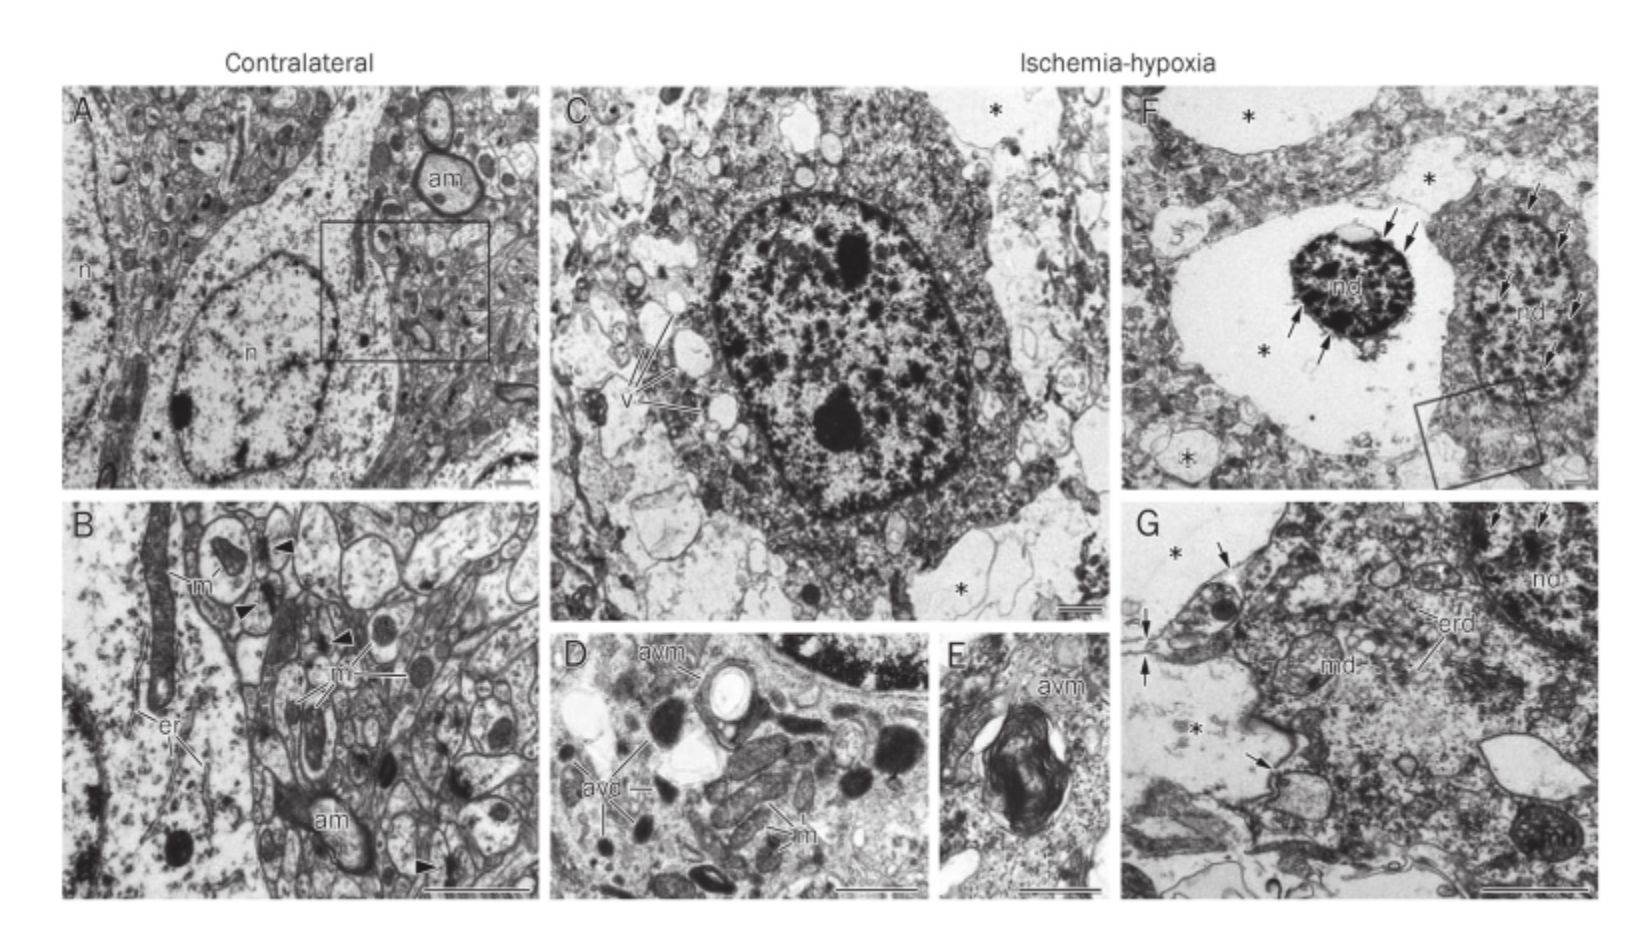 Contralateral
Ischemia-hypoxia
A
am
n
n
B
m
m
er
am
C
*
v
*
D
avm
avd
m
E
avm
F
*
*
nd
nd
*
*
G
*
nd
erd
md
*